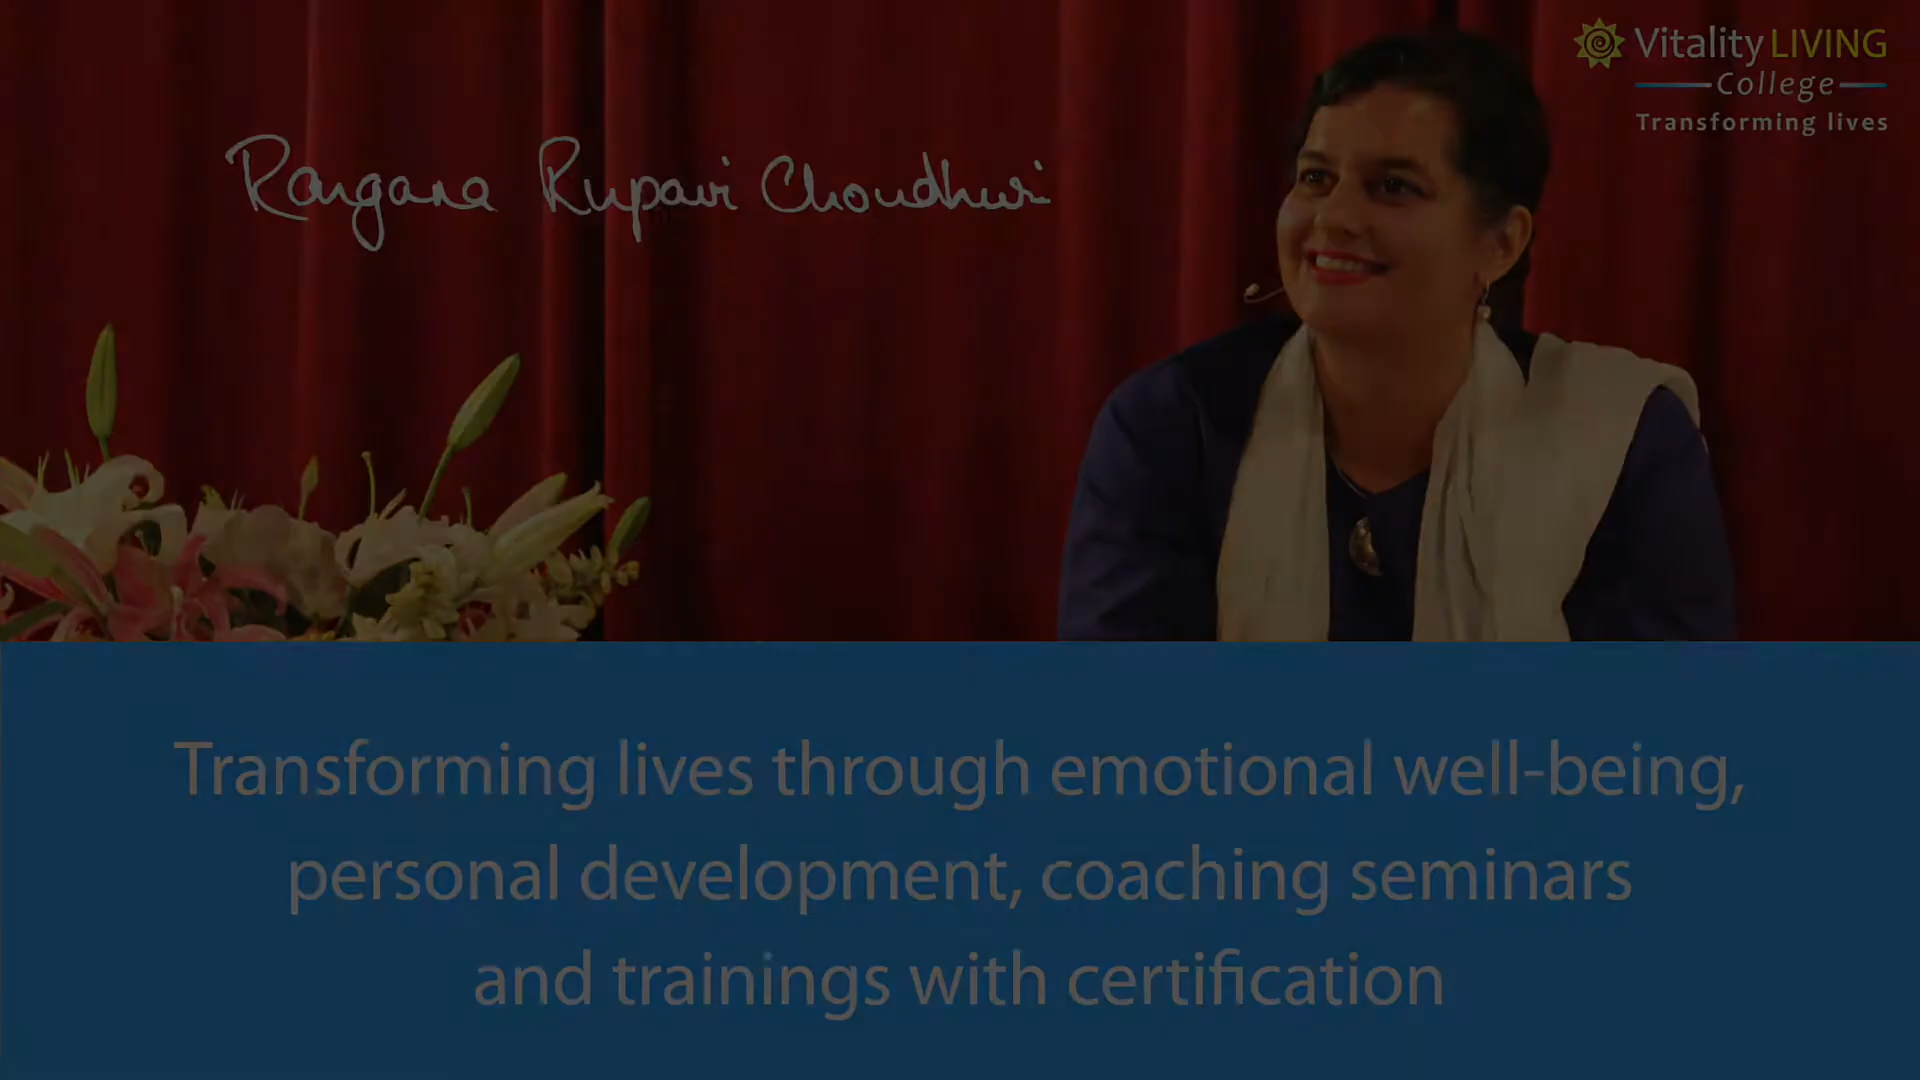 Vitality LIVING
College
Transforming lives
Rangana Rupavi Choudhuri
Transforming lives through emotional well-being,
personal development, coaching seminars
and trainings with certification